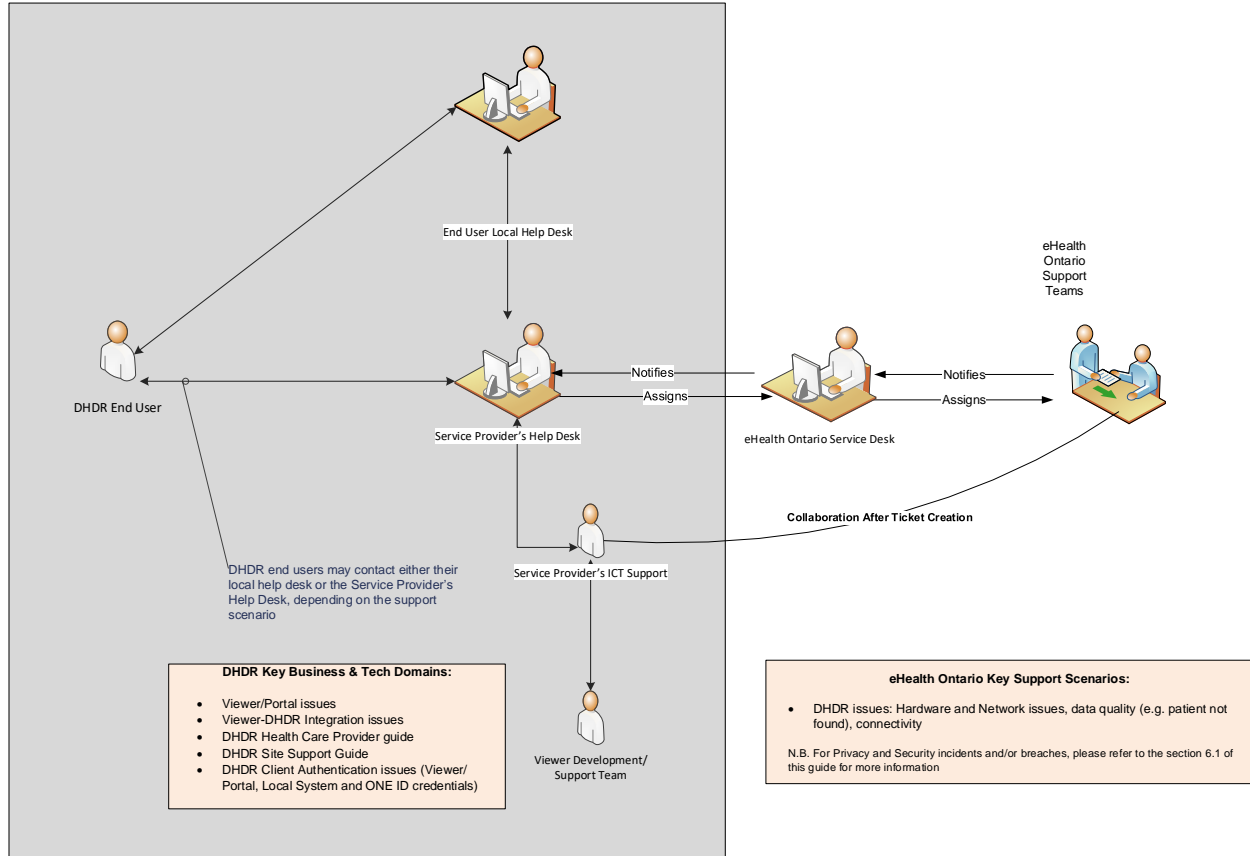 End User Local Help Desk
eHealth
Ontario
Support
Teams
DHDR End User
Notifies
Assigns
Notifies
Assigns
Service Provider's Help Desk
eHealth Ontario Service Desk
Collaboration After Ticket Creation
DHDR end users may contact either their
local help desk or the Service Provider's
Help Desk, depending on the support
scenario
Service Provider's ICT Support
DHDR Key Business & Tech Domains:
• Viewer/Portal issues
• Viewer-DHDR Integration issues
• DHDR Health Care Provider guide
• DHDR Site Support Guide
• DHDR Client Authentication issues (Viewer/
Portal, Local System and ONE ID credentials)
Viewer Development/
Support Team
eHealth Ontario Key Support Scenarios:
• DHDR issues: Hardware and Network issues, data quality (e.g. patient not
found), connectivity
N.B. For Privacy and Security incidents and/or breaches, please refer to the section 6.1 of
this guide for more information